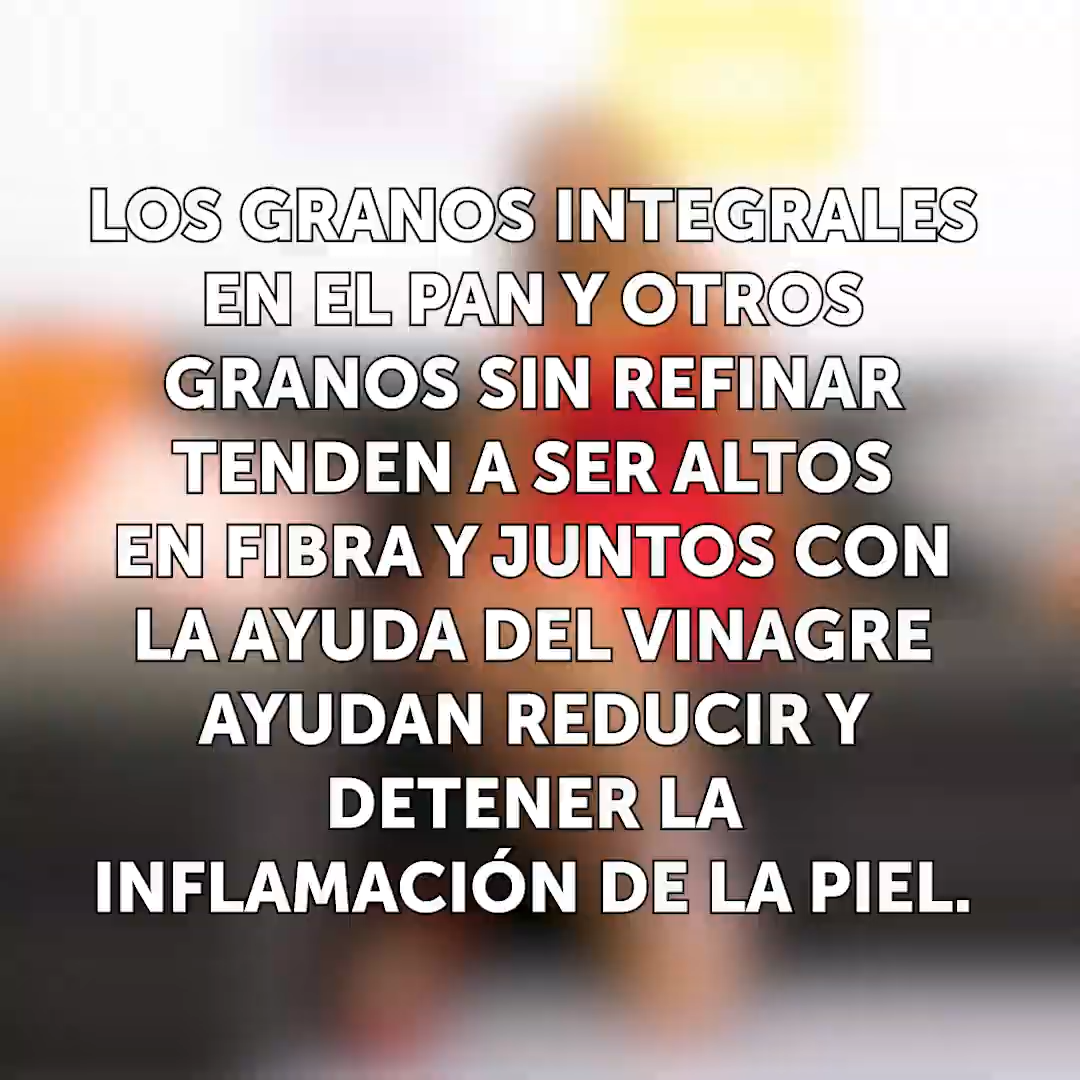 LOS GRANOS INTEGRALES
EN EL PAN Y OTROS
GRANOS SIN REFINAR
TENDEN A SER ALTOS
EN FIBRA Y JUNTOS CON
LA AYUDA DEL VINAGRE
AYUDAN REDUCIR Y
DETENER LA
INFLAMACIÓN DE LA PIEL.